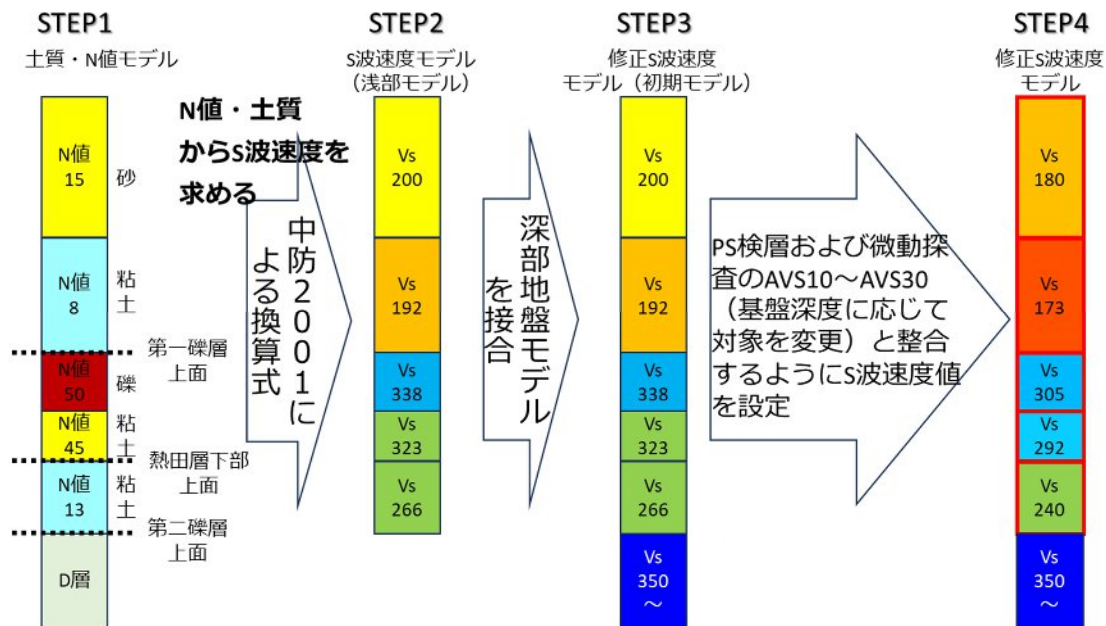 STEP1
土質・N値モデル
N値
15
砂
N値
8
粘
土
第一礫層
上面
N値
50
礫
N値
45
粘
土
熱田層下部
上面
N値
13
粘
土
第二礫層
上面
D層
N値・土質
からS波速度を
求める
中防2001に
よる換算式
STEP2
S波速度モデル
（浅部モデル）
Vs
200
Vs
192
Vs
338
Vs
323
Vs
266
深部地盤モデル
を接合
STEP3
修正S波速度
モデル（初期モデル）
Vs
200
Vs
192
Vs
338
Vs
323
Vs
266
Vs
350
～
PS検層および微動探
査のAVS10～AVS30
（基盤深度に応じて
対象を変更）と整合
するようにS波速度値
を設定
STEP4
修正S波速度
モデル
Vs
180
Vs
173
Vs
305
Vs
292
Vs
240
Vs
350
～